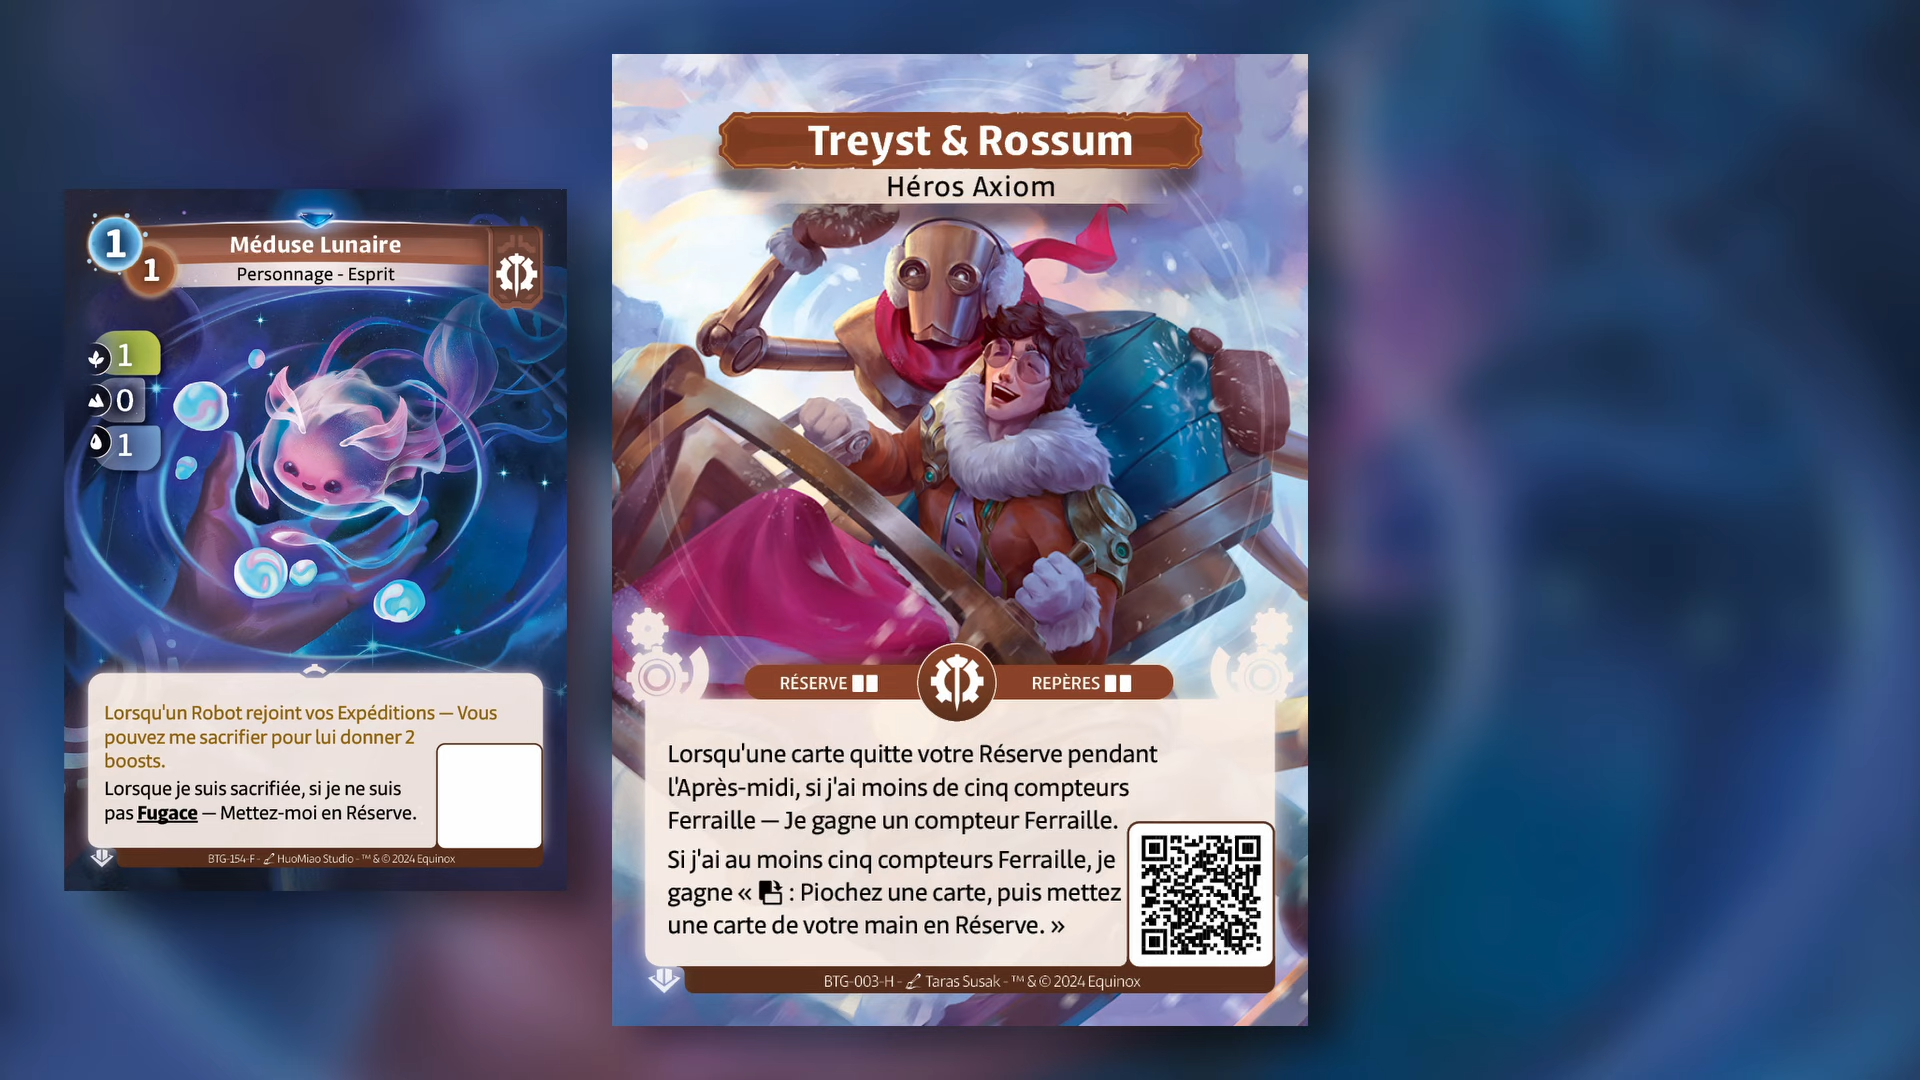 1
1
Méduse Lunaire
Personnage - Esprit
1
0
1
Lorsqu'un Robot rejoint vos Expéditions — Vous
pouvez me sacrifier pour lui donner 2
boosts.
Lorsque je suis sacrifiée, si je ne suis
pas Fugace — Mettez-moi en Réserve.
BTG-154-F - HuoMiao Studio - ™ & © 2024 Equinox
Treyst & Rossum
Héros Axiom
RÉSERVE
REPÈRES
Lorsqu'une carte quitte votre Réserve pendant
l'Après-midi, si j'ai moins de cinq compteurs
Ferraille — Je gagne un compteur Ferraille.
Si j'ai au moins cinq compteurs Ferraille, je
gagne « : Piochez une carte, puis mettez
une carte de votre main en Réserve. »
BTG-003-H - Taras Susak - ™ & © 2024 Equinox